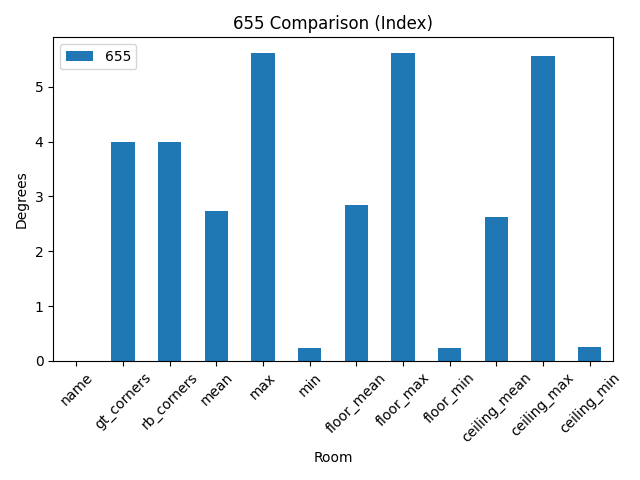 655 Comparison (Index)
655
Degrees
5
4
3
2
1
0
name
gt_corners
rb_corners
mean
max
min
floor_mean
floor_max
floor_min
ceiling_mean
ceiling_max
ceiling_min
Room